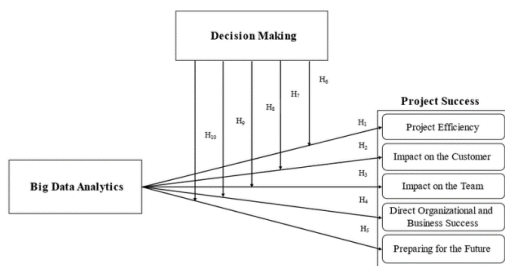 Decision Making
H₆
H₇
H₈
H₉
H₁₀
Project Success
H₁
Project Efficiency
H₂
Impact on the Customer
H₃
Big Data Analytics
Impact on the Team
H₄
Direct Organizational and
Business Success
H₅
Preparing for the Future